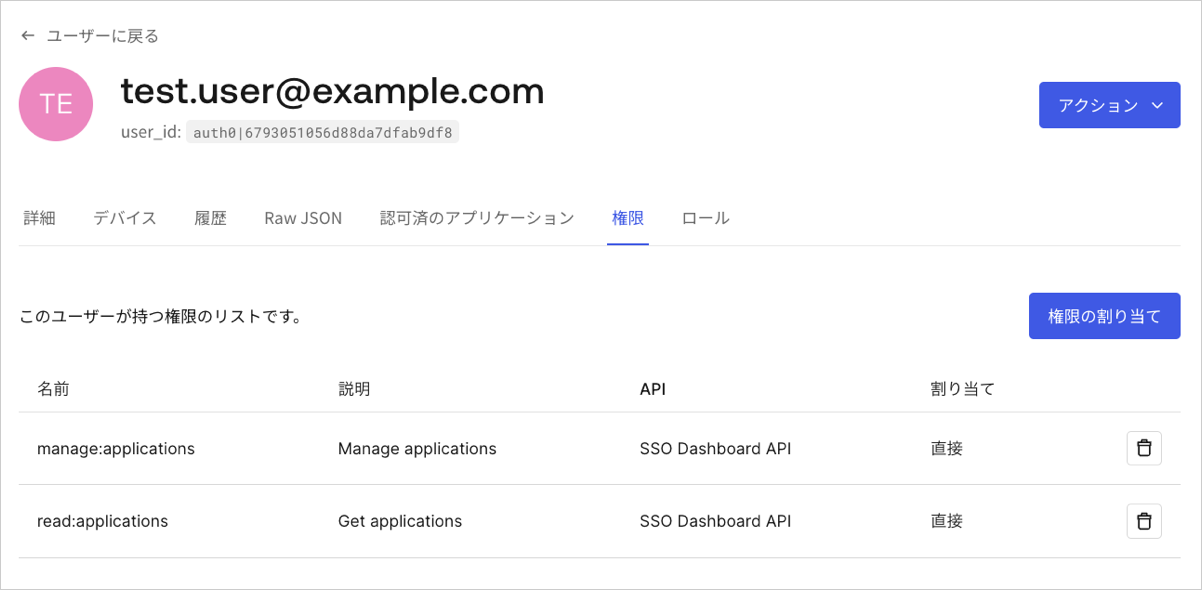 ← ユーザーに戻る
TE
test.user@example.com
user_id: auth0|6793051056d88da7dfab9df8
アクション
詳細 デバイス 履歴 Raw JSON 認可済のアプリケーション 権限 ロール
このユーザーが持つ権限のリストです。
権限の割り当て
名前 説明 API 割り当て
manage:applications Manage applications SSO Dashboard API 直接
read:applications Get applications SSO Dashboard API 直接